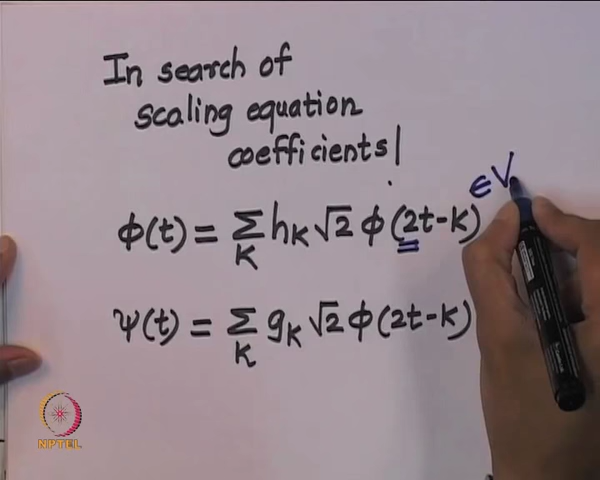 In search of
scaling equation
coefficients!
ϕ(t) = Σ_K h_K √2 ϕ(2t-K) ∈ V
Ψ(t) = Σ_K g_K √2 ϕ(2t-K)
NPTEL